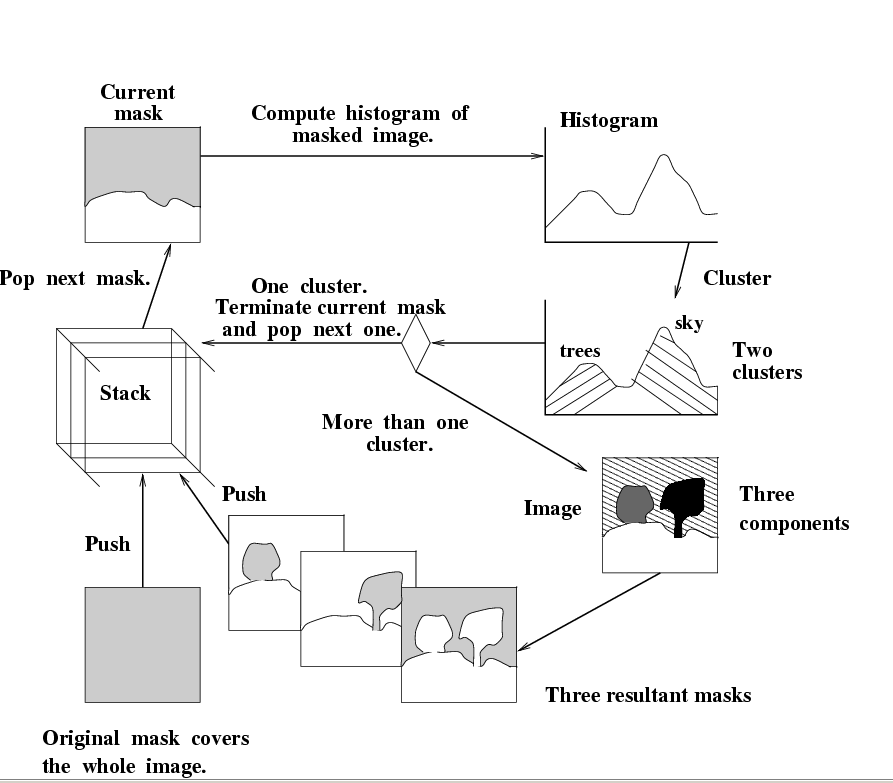 Current
mask
Compute histogram of
masked image.
Histogram
Pop next mask.
One cluster.
Terminate current mask
and pop next one.
Cluster
sky
trees
Two
clusters
Stack
More than one
cluster.
Push
Image
Three
components
Push
Three resultant masks
Original mask covers
the whole image.